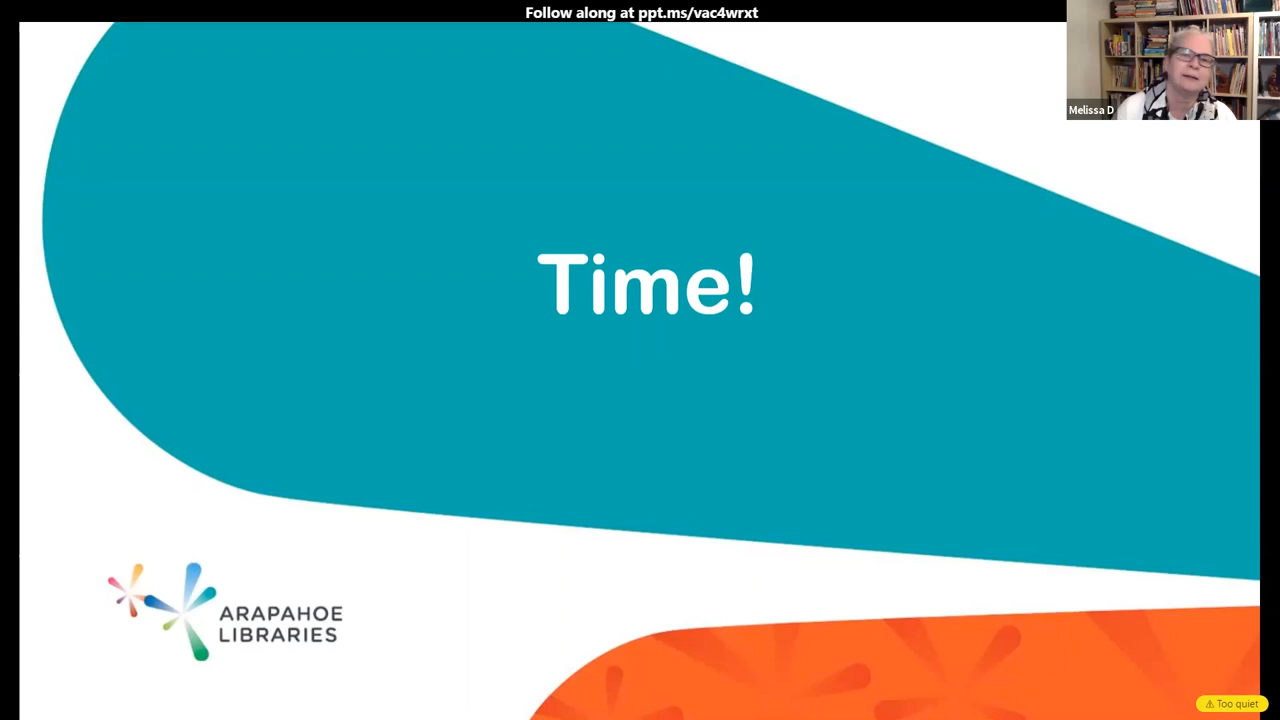 Follow along at ppt.ms/vac4wrxt
Melissa D
Time!
ARAPAHOE
LIBRARIES
⚠ Too quiet